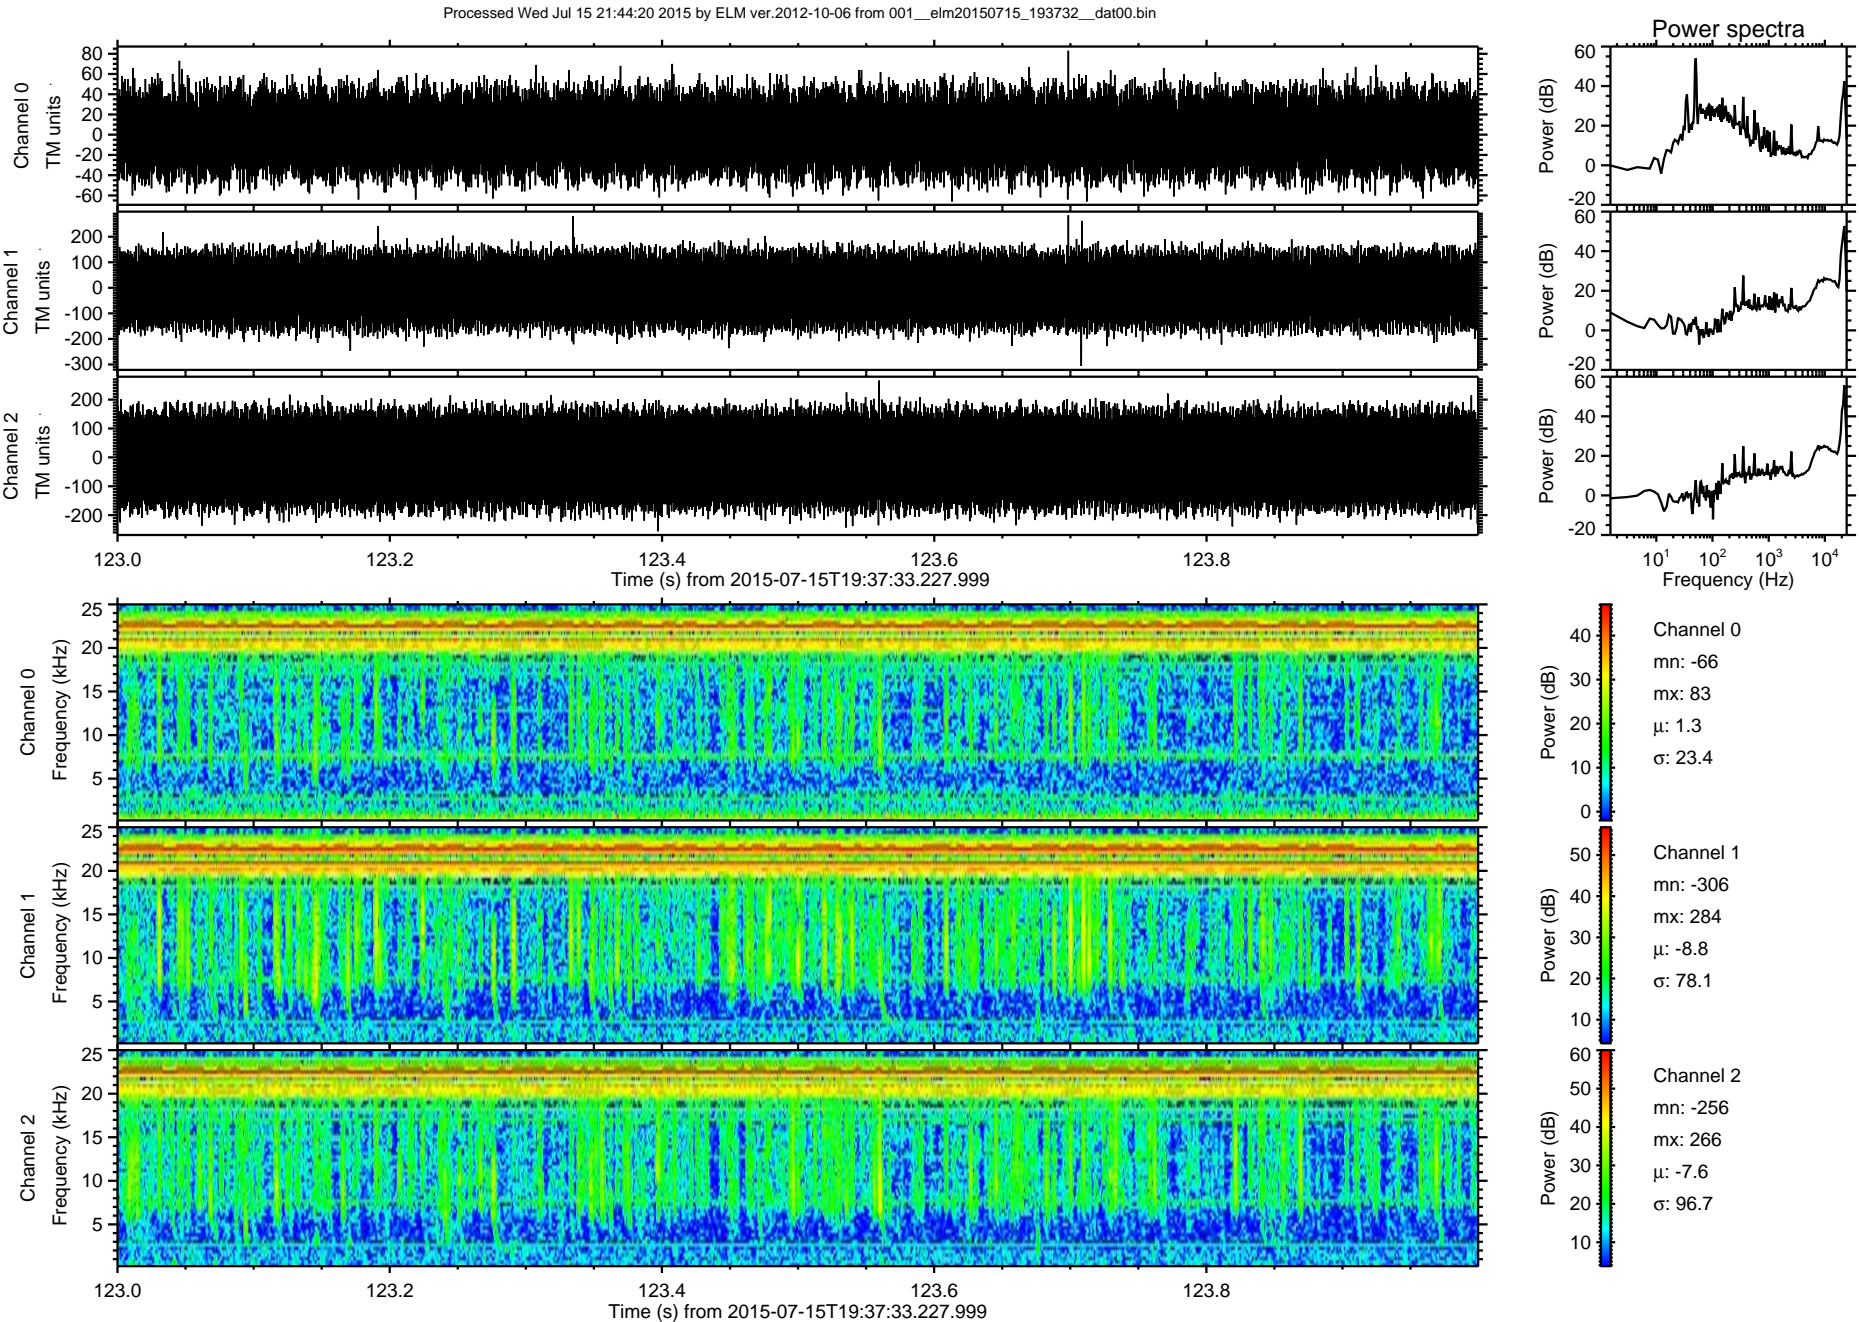 Processed Wed Jul 15 21:44:20 2015 by ELM ver.2012-10-06 from 001__elm20150715_193732__dat00.bin
Power spectra
Channel 0
TM units
80
60
40
20
0
-20
-40
-60
Power (dB)
60
40
20
0
-20
Channel 1
TM units
200
100
0
-100
-200
-300
Power (dB)
60
40
20
0
-20
Channel 2
TM units
200
100
0
-100
-200
Power (dB)
60
40
20
0
-20
123.0 123.2 123.4 123.6 123.8
Time (s) from 2015-07-15T19:37:33.227.999
10^1 10^2 10^3 10^4
Frequency (Hz)
Channel 0
Frequency (kHz)
25
20
15
10
5
Power (dB)
40
30
20
10
0
Channel 0
mn: -66
mx: 83
μ: 1.3
σ: 23.4
Channel 1
Frequency (kHz)
25
20
15
10
5
Power (dB)
50
40
30
20
10
Channel 1
mn: -306
mx: 284
μ: -8.8
σ: 78.1
Channel 2
Frequency (kHz)
25
20
15
10
5
Power (dB)
60
50
40
30
20
10
Channel 2
mn: -256
mx: 266
μ: -7.6
σ: 96.7
123.0 123.2 123.4 123.6 123.8
Time (s) from 2015-07-15T19:37:33.227.999